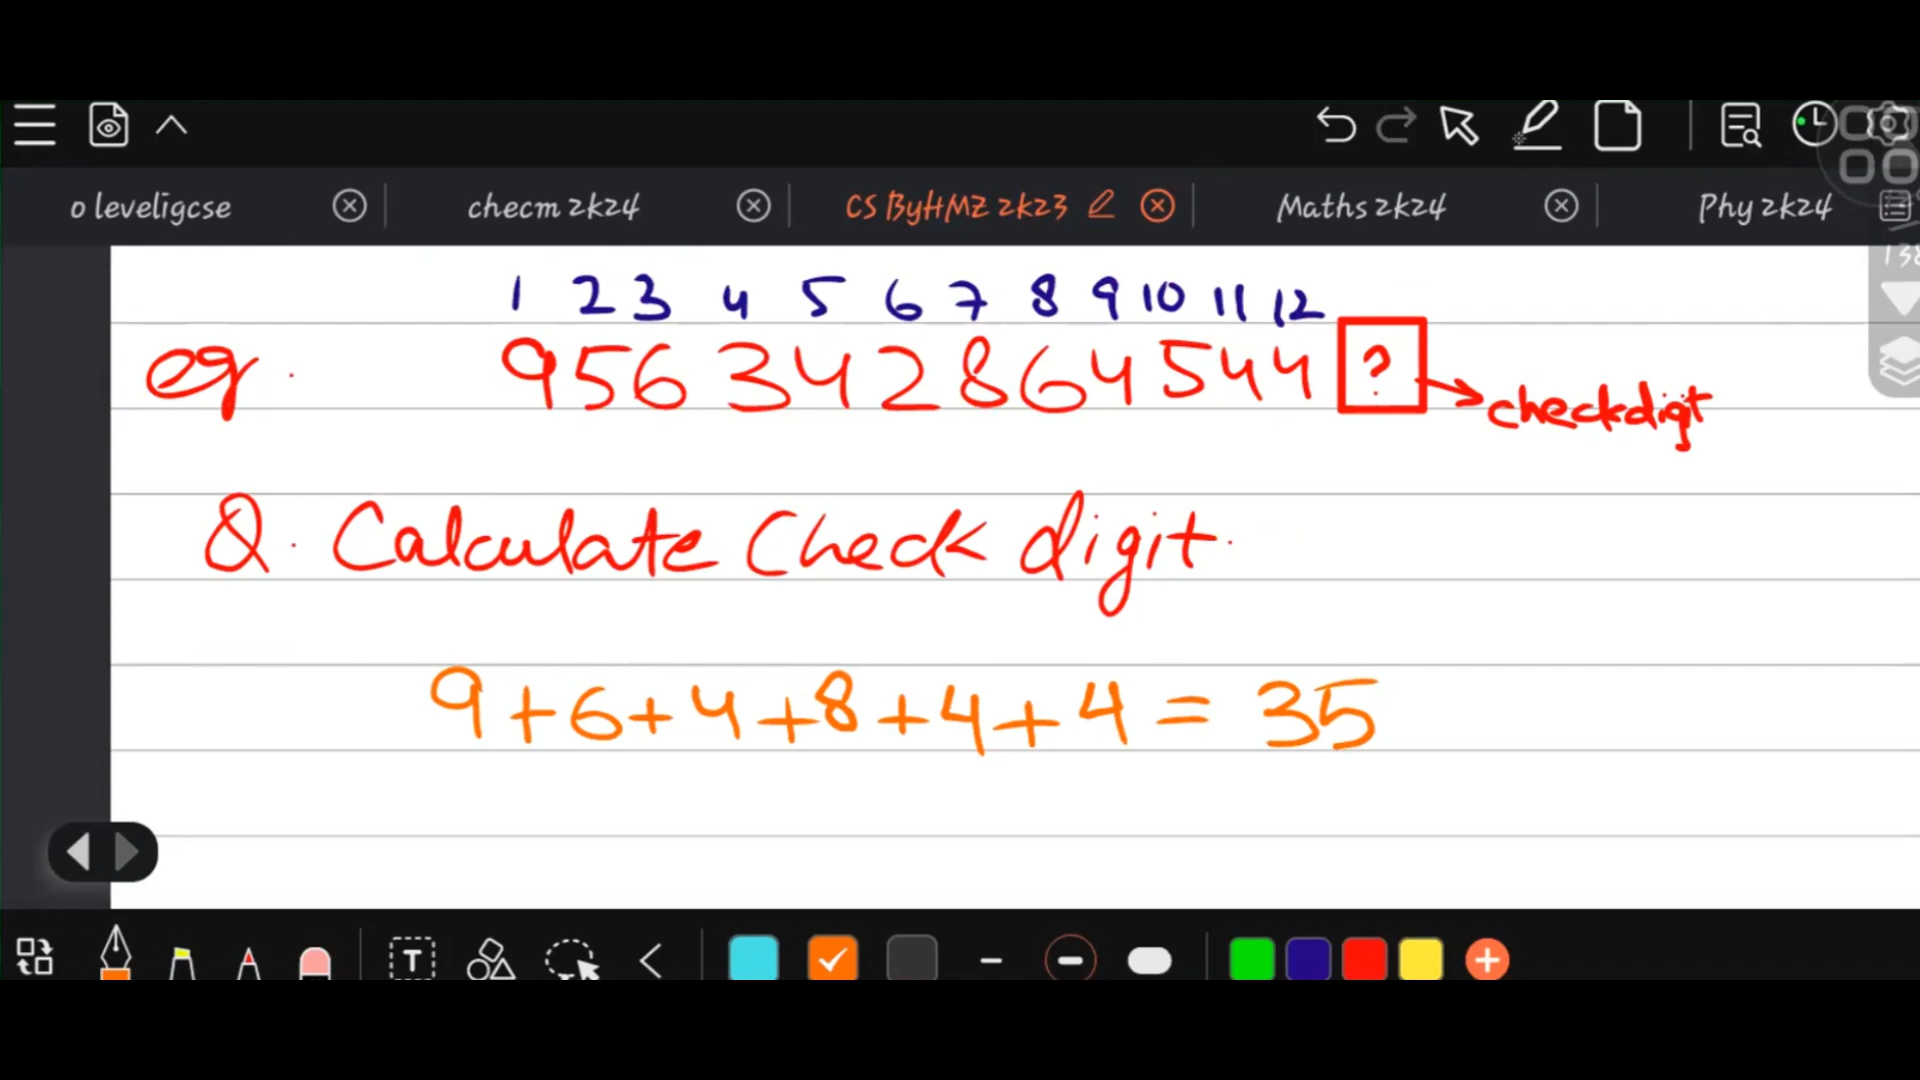 o leveligcse checm 2k24 CS ByHMZ 2k23 Maths 2k24 Phy 2k24
1 2 3 4 5 6 7 8 9 10 11 12
eg. 956342864544 ? → checkdigit
Q. Calculate Check digit.
9+6+4+8+4+4 = 35
T